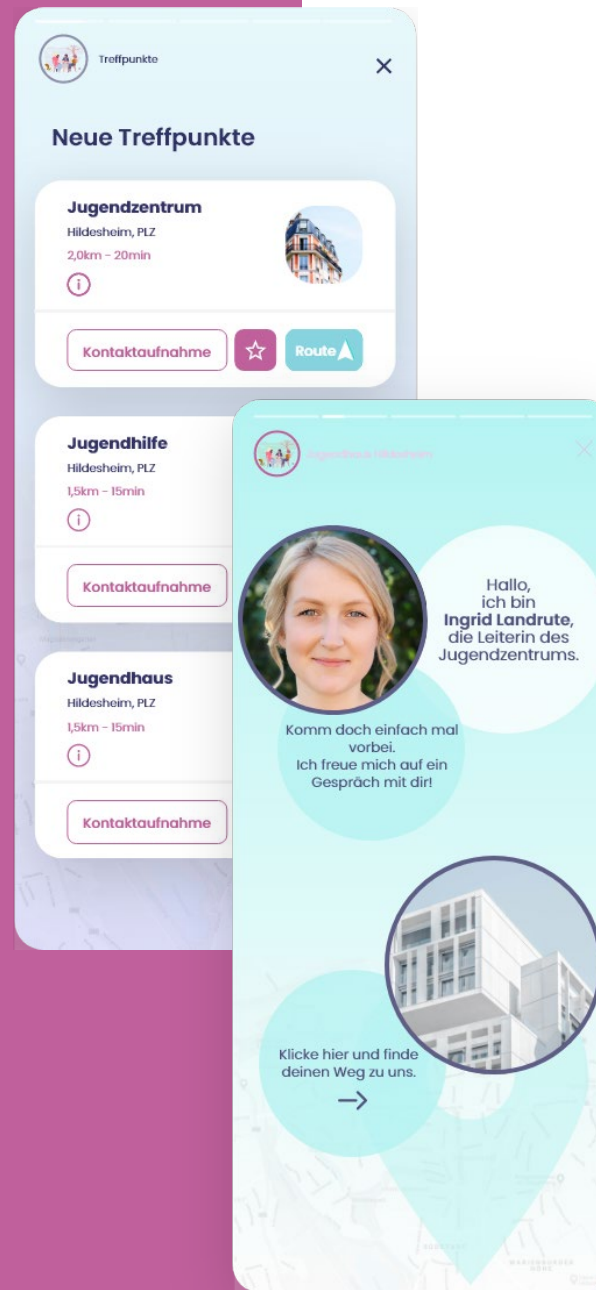 Treffpunkte
Neue Treffpunkte
Jugendzentrum
Hildesheim, PLZ
2,0km - 20min
Kontaktaufnahme
Route
Jugendhilfe
Hildesheim, PLZ
1,5km - 15min
Kontaktaufnahme
Jugendhaus
Hildesheim, PLZ
1,5km - 15min
Kontaktaufnahme
Jugendhaus Hildesheim
Hallo,
ich bin
Ingrid Landrute,
die Leiterin des
Jugendzentrums.
Komm doch einfach mal
vorbei.
Ich freue mich auf ein
Gespräch mit dir!
Klicke hier und finde
deinen Weg zu uns.